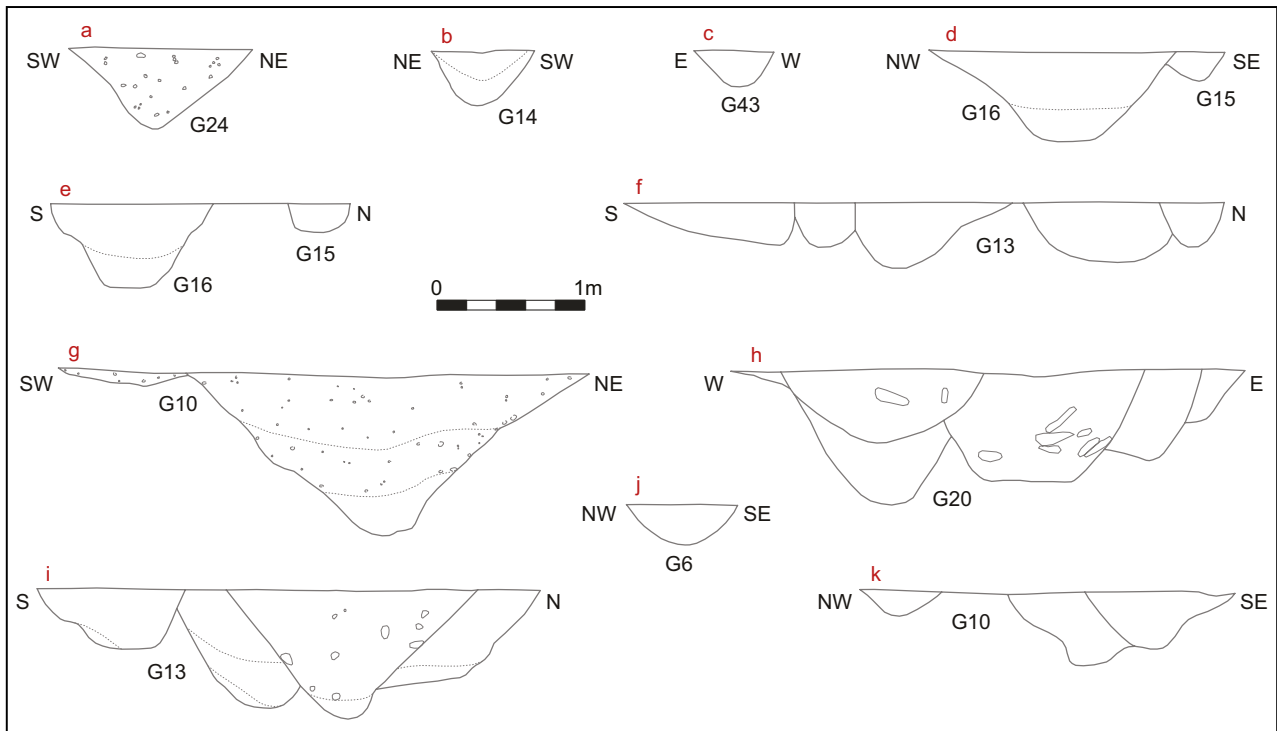 a
SW NE
G24
b
NE SW
G14
c
E W
G43
d
NW SE
G16 G15
e
S N
G16 G15
f
S N
G13
0 1m
g
SW NE
G10
h
W E
G20
j
NW SE
G6
i
S N
G13
k
NW SE
G10